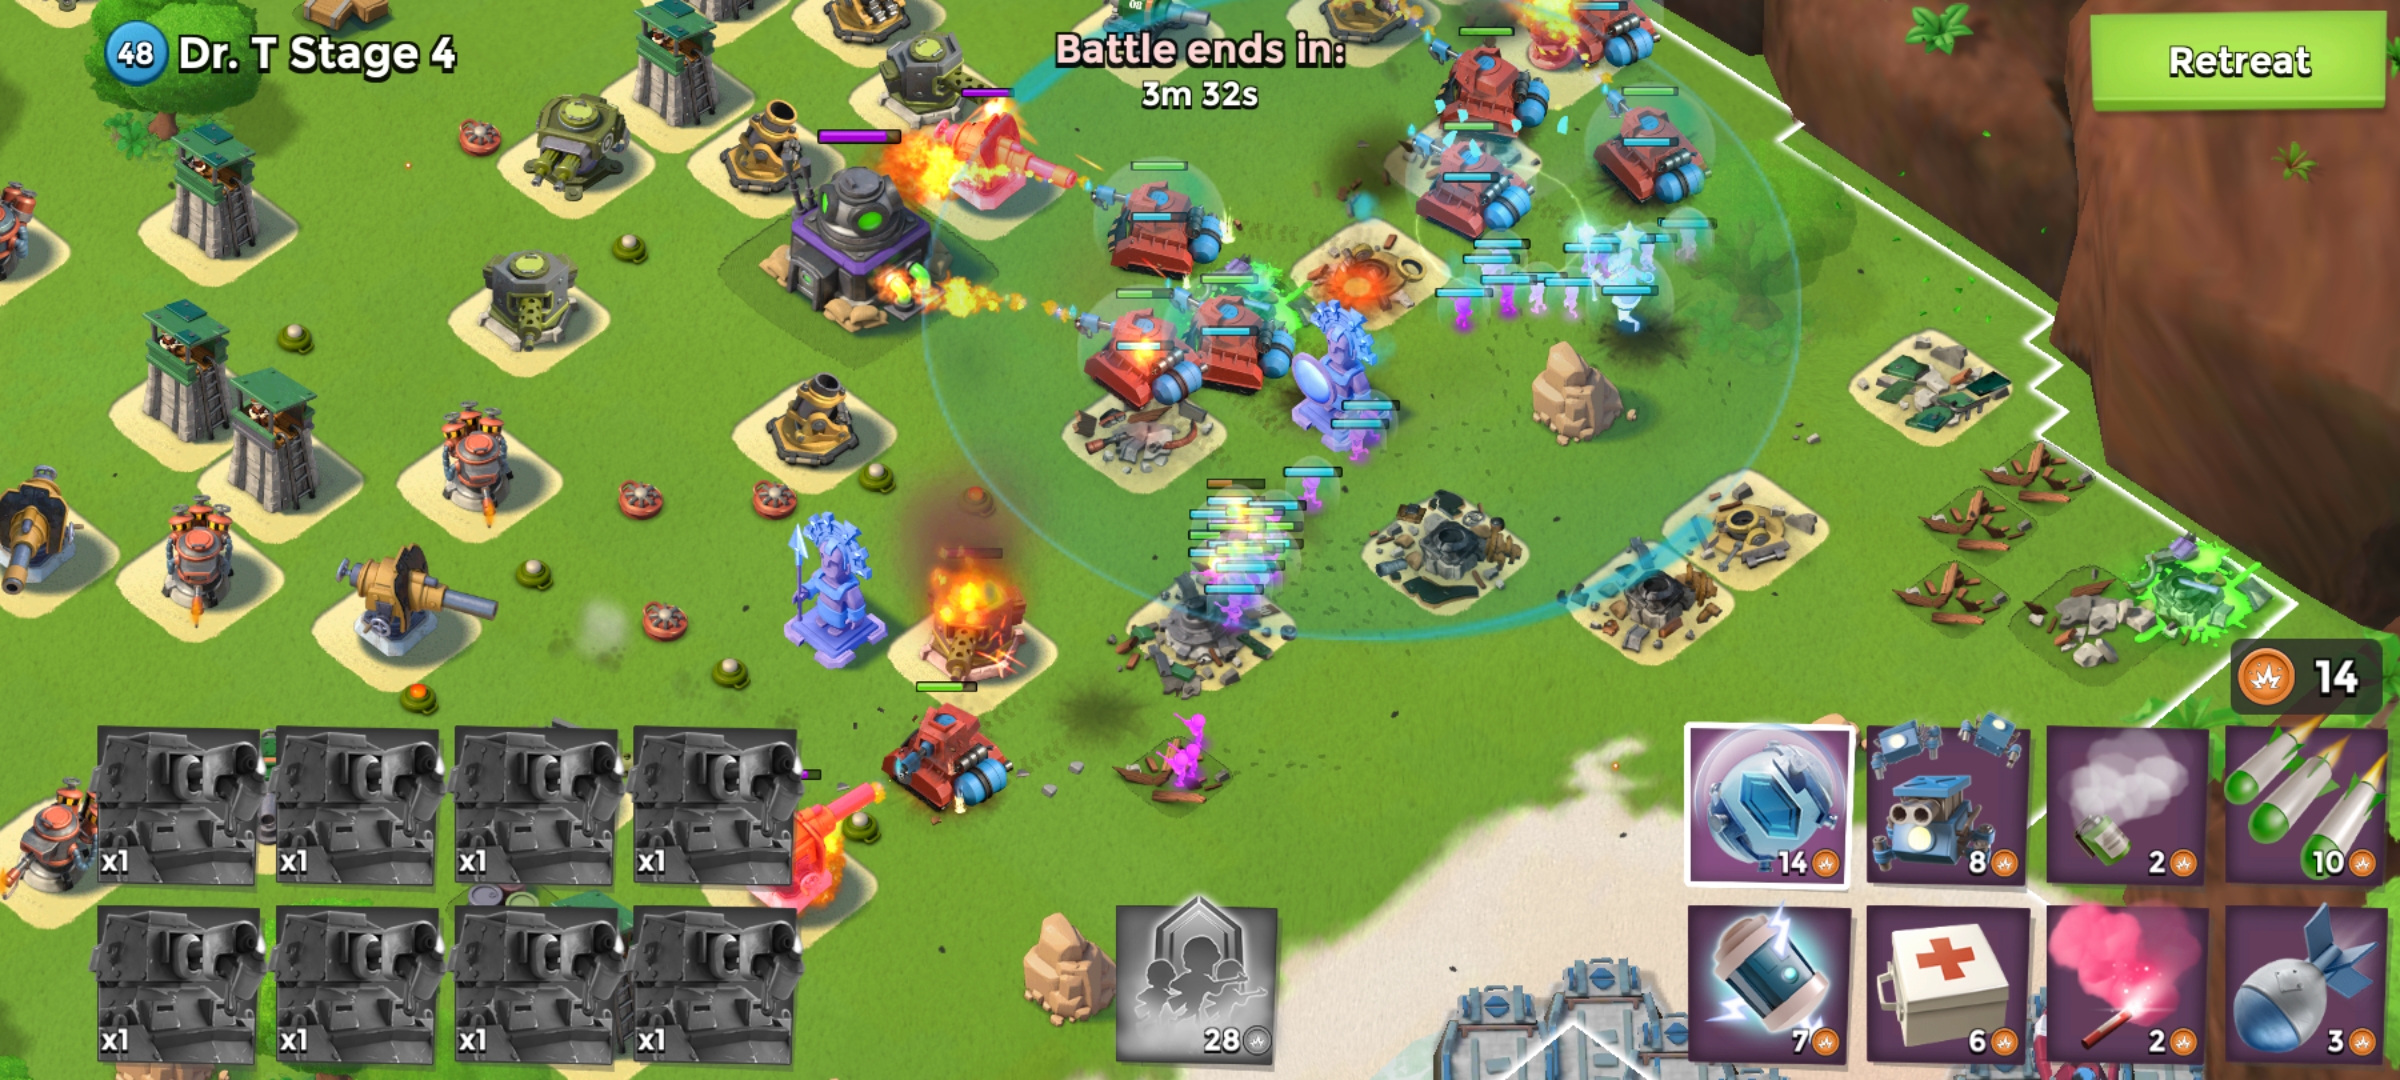 48 Dr. T Stage 4
Battle ends in:
3m 32s
Retreat
14
x1 x1 x1 x1
14 8 2 10
x1 x1 x1 x1
28
7 6 2 3